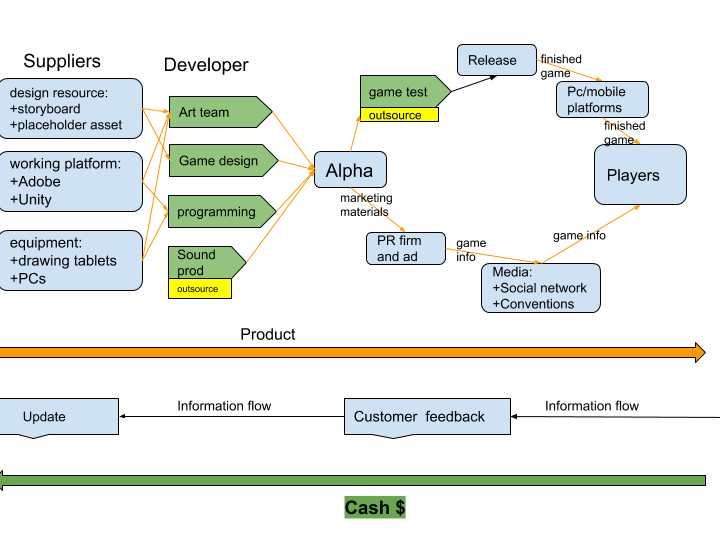 Suppliers
Developer
design resource:
+storyboard
+placeholder asset
working platform:
+Adobe
+Unity
equipment:
+drawing tablets
+PCs
Art team
Game design
programming
Sound
prod
outsource
Alpha
game test
outsource
Release
finished
game
Pc/mobile
platforms
finished
game
Players
marketing
materials
PR firm
and ad
game
info
game info
Media:
+Social network
+Conventions
Product
Update
Information flow
Customer  feedback
Information flow
Cash $